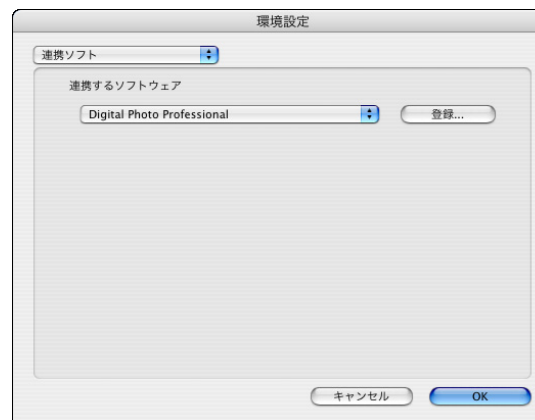 環境設定
連携ソフト
連携するソフトウェア
Digital Photo Professional
登録...
キャンセル
OK